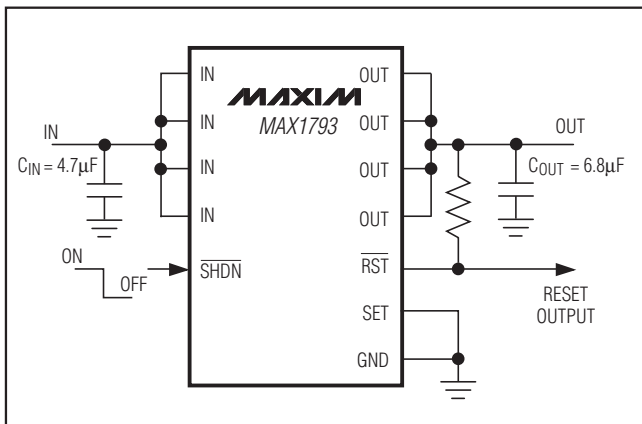 IN
OUT
MAXIM
MAX1793
IN
IN
OUT
OUT
C_IN = 4.7µF
IN
OUT
C_OUT = 6.8µF
IN
OUT
ON
OFF
SHDN
RST
RESET
OUTPUT
SET
GND